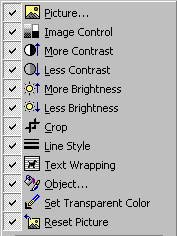 Picture...
Image Control
More Contrast
Less Contrast
More Brightness
Less Brightness
Crop
Line Style
Text Wrapping
Object...
Set Transparent Color
Reset Picture